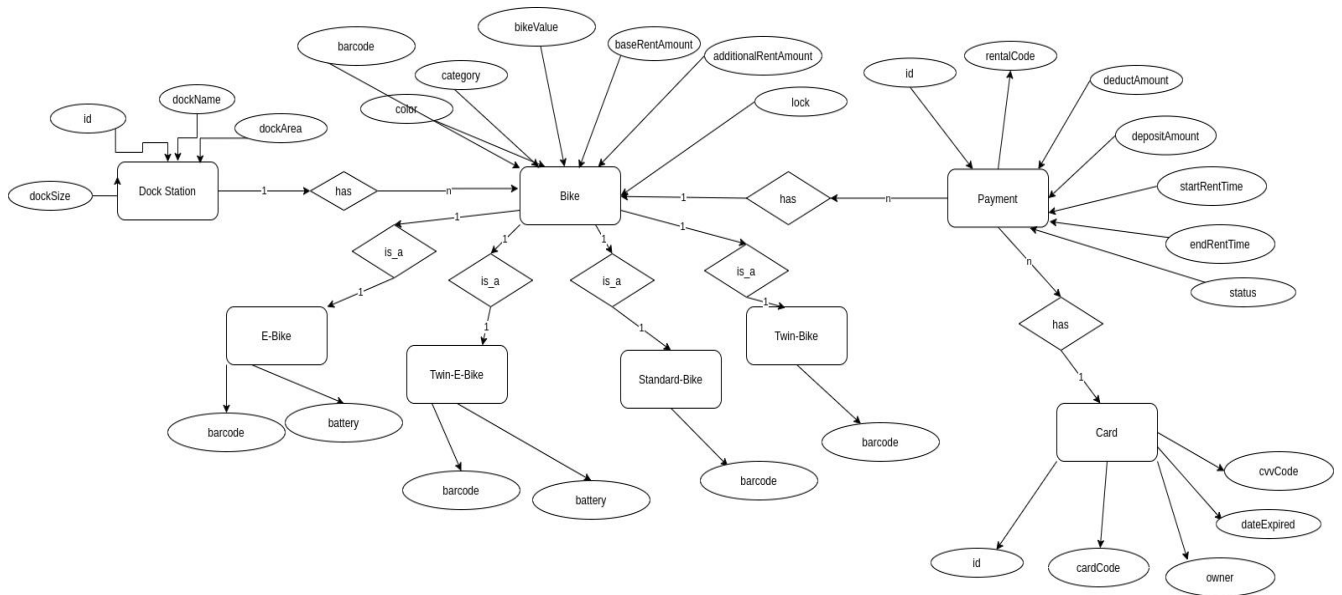 bikeValue
barcode
baseRentAmount
additionalRentAmount
rentalCode
id
category
deductAmount
dockName
color
lock
id
dockArea
depositAmount
dockSize
Dock Station
1
has
n
Bike
1
has
n
Payment
startRentTime
endRentTime
status
1
1
1
1
is_a
is_a
is_a
is_a
n
1
1
1
1
has
E-Bike
Twin-E-Bike
Standard-Bike
Twin-Bike
1
Card
barcode
battery
barcode
barcode
battery
barcode
cvvCode
dateExpired
id
cardCode
owner